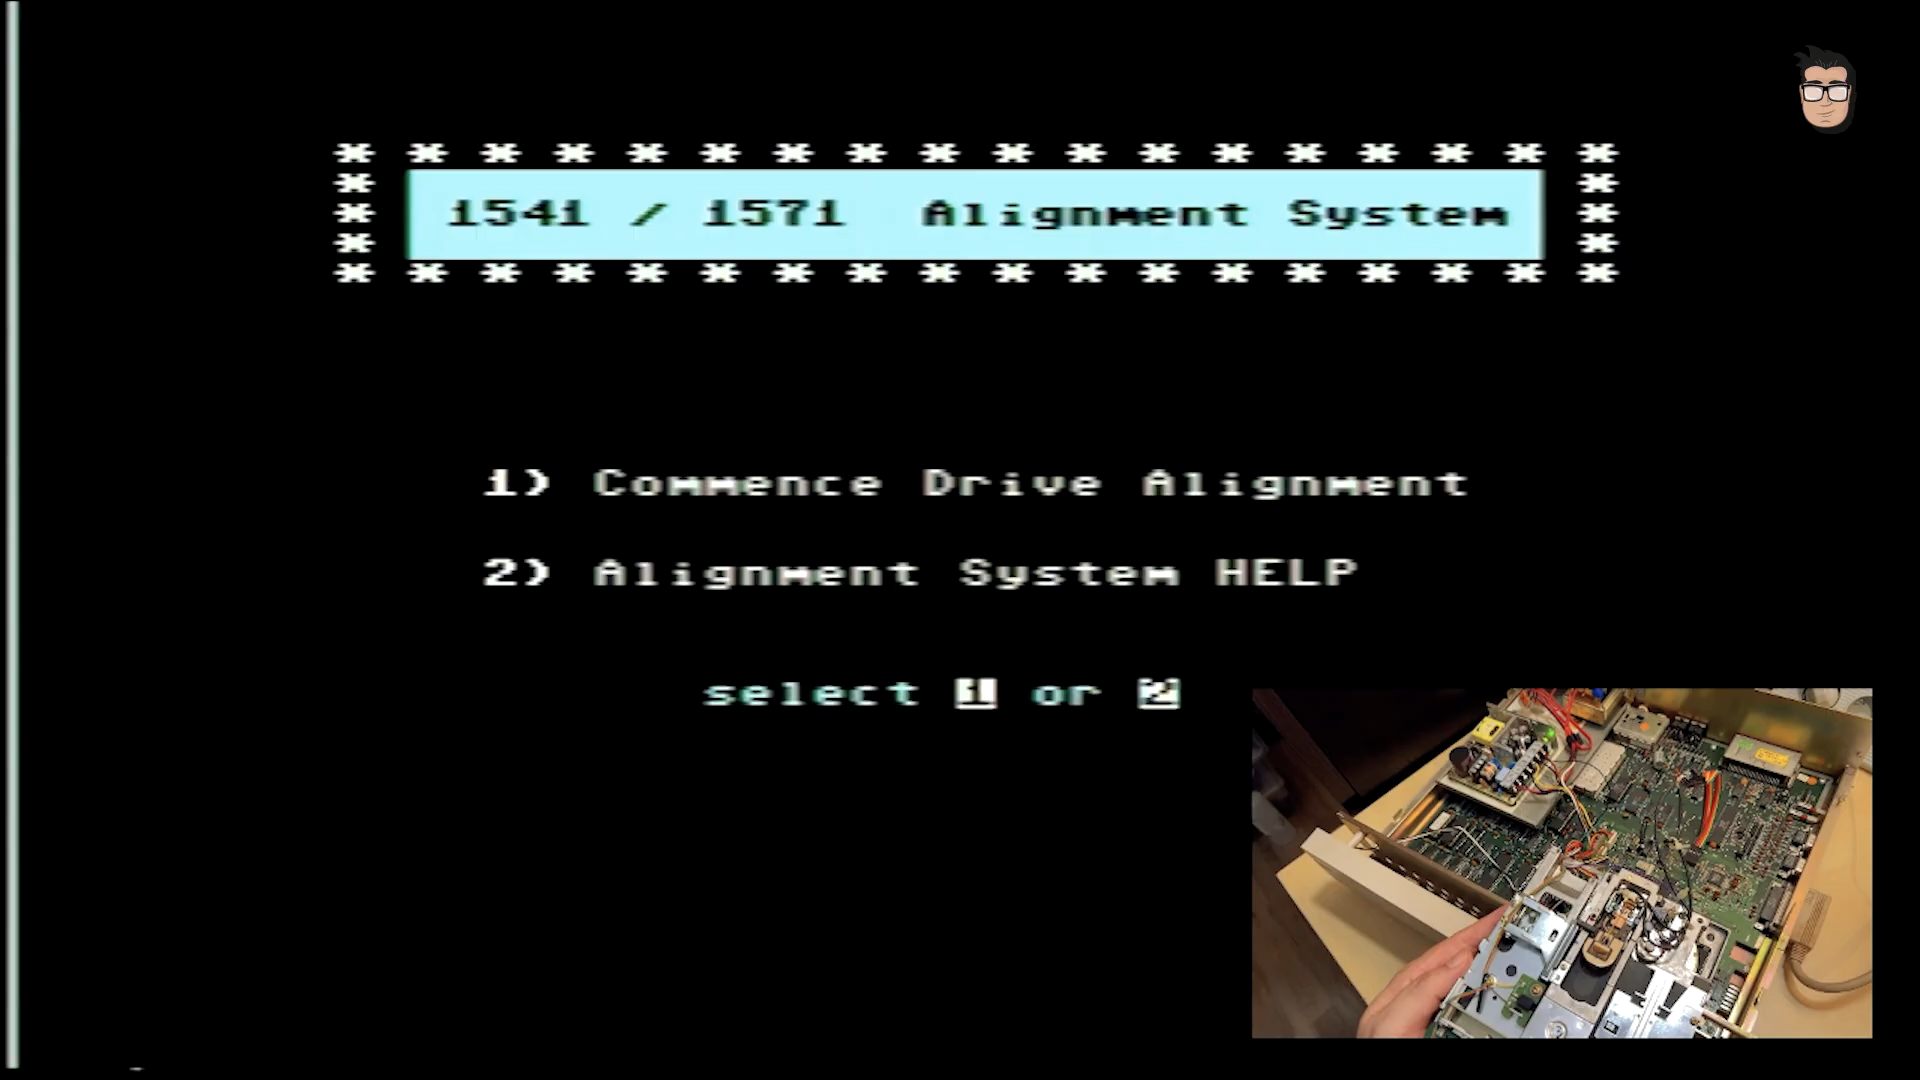 * * * * * * * * * * * * * * * * * *
* 1541 / 1571 Alignment System *
* * * * * * * * * * * * * * * * * *
1) Commence Drive Alignment
2) Alignment System HELP
select 1 or 2